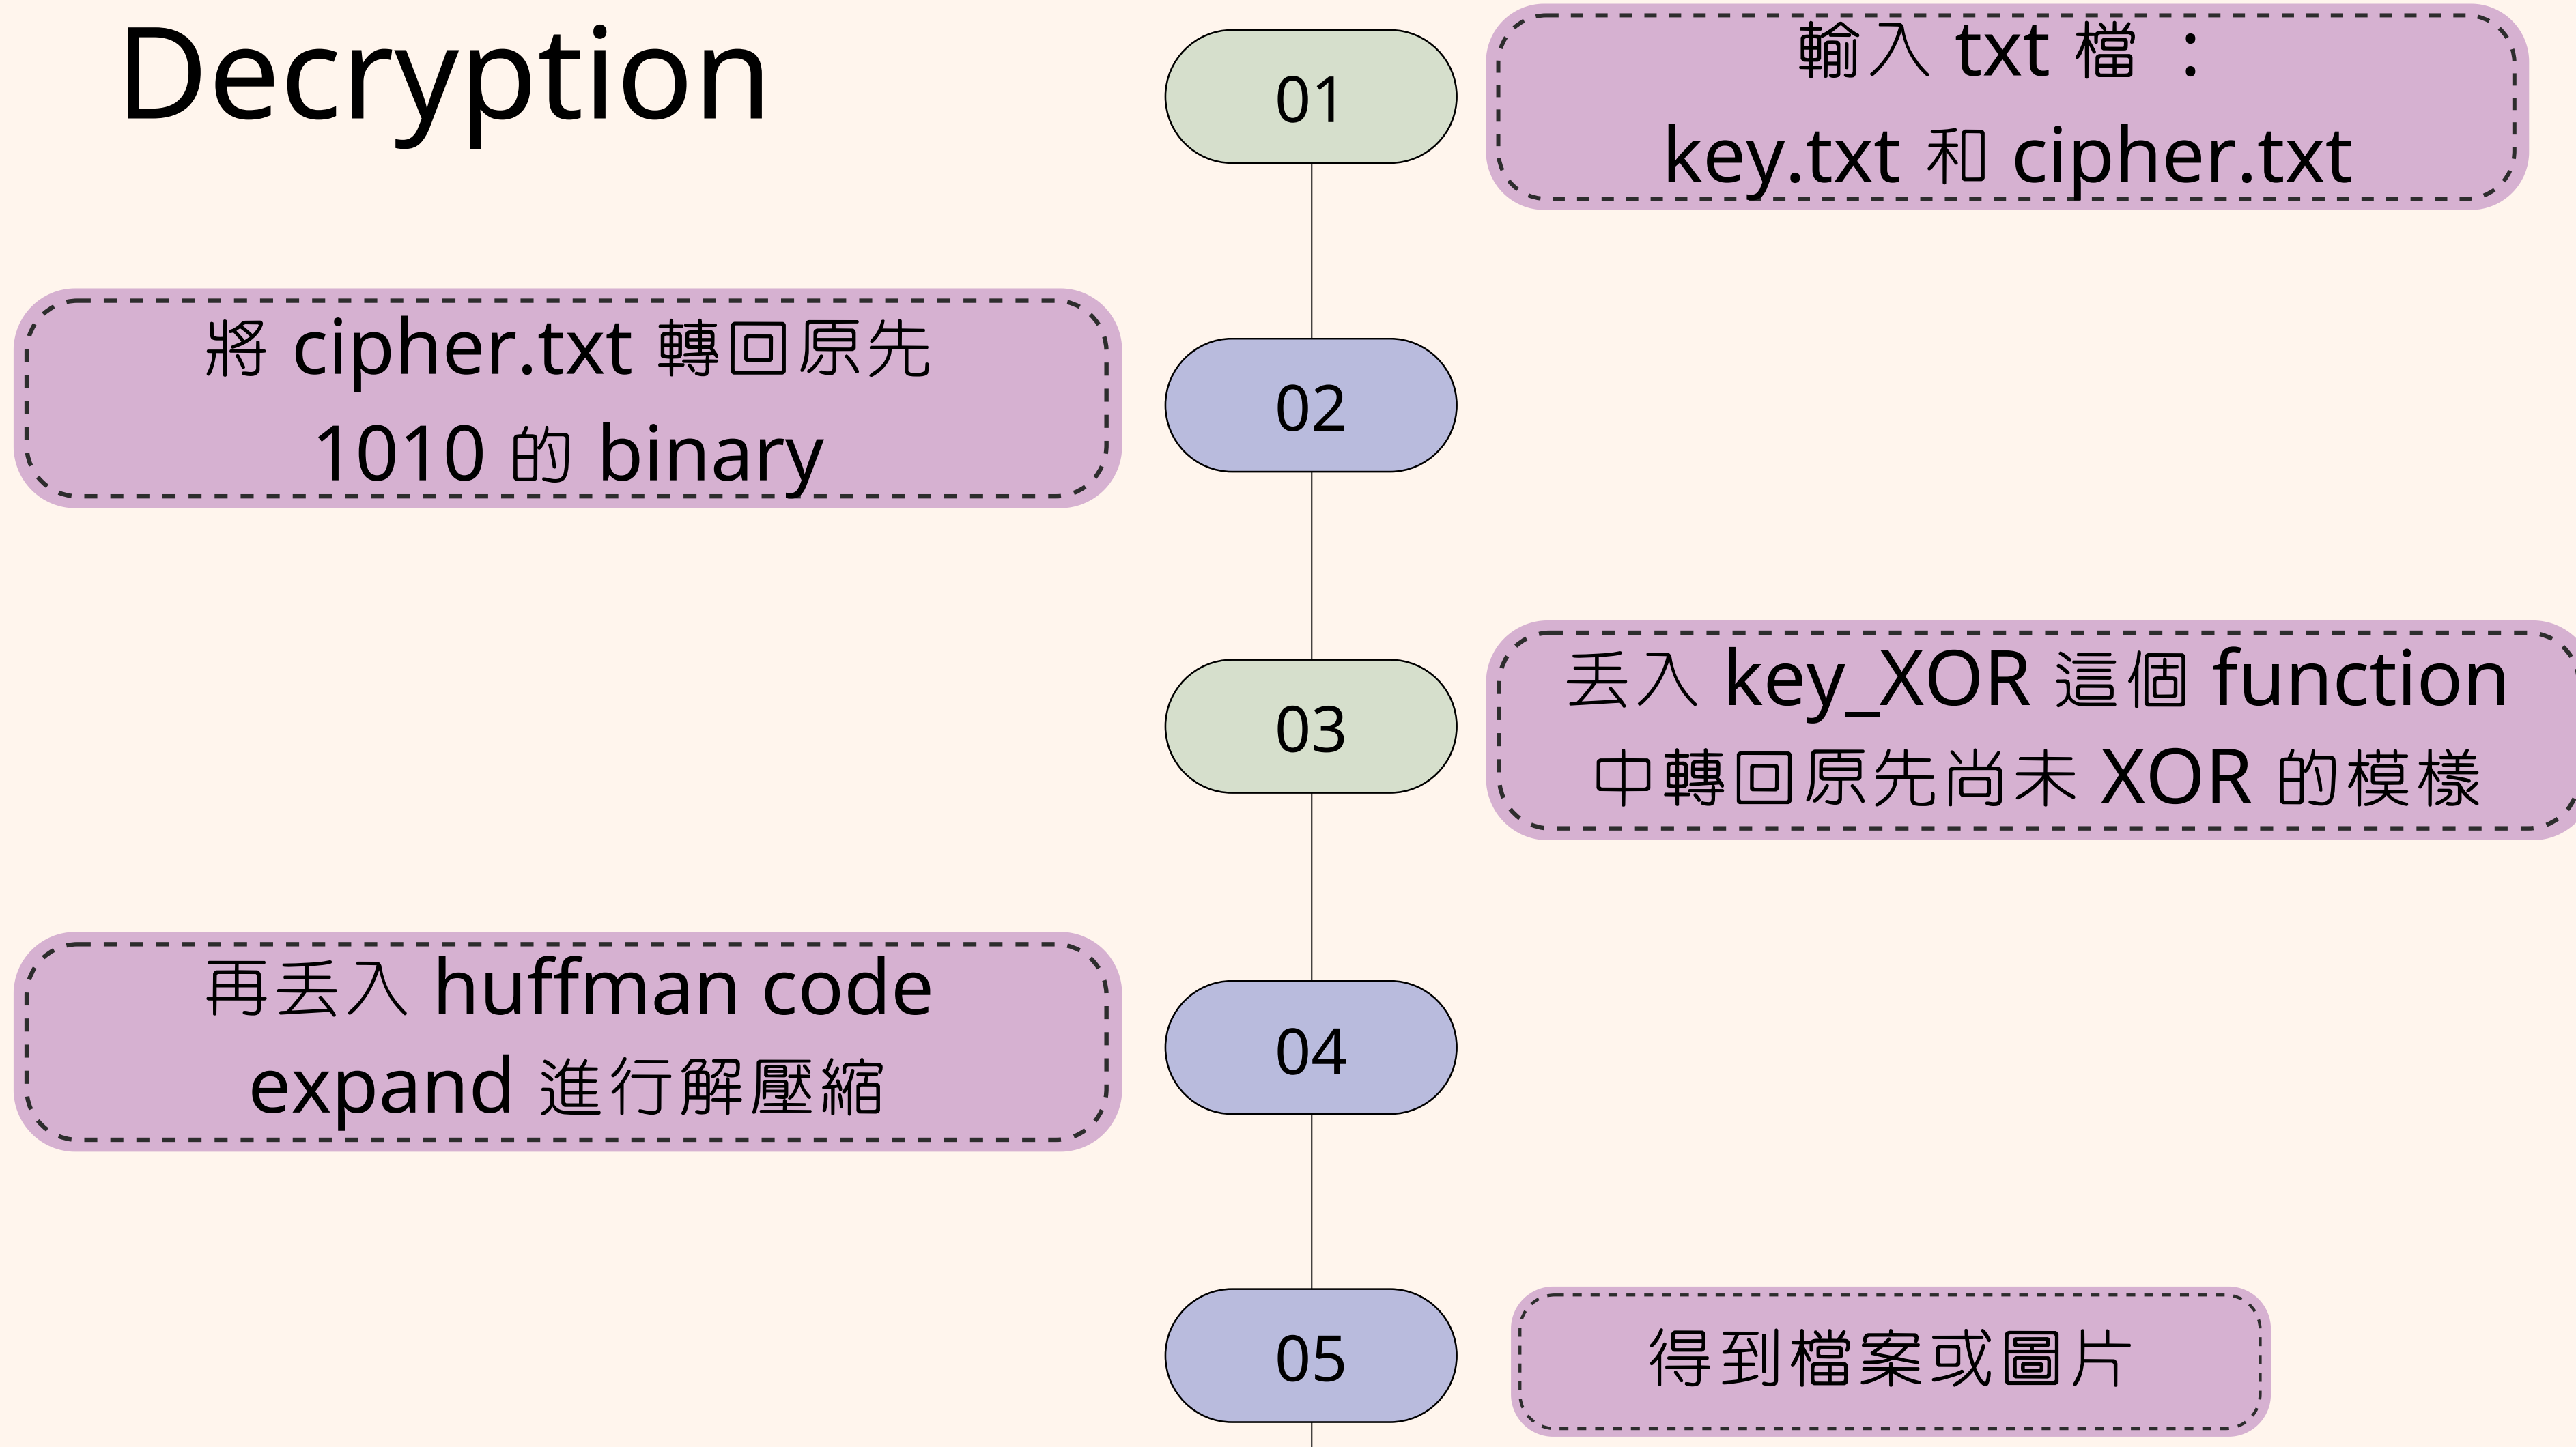 Decryption
01
輸入 txt 檔 ：
key.txt 和 cipher.txt
將 cipher.txt 轉回原先
1010 的 binary
02
03
丟入 key_XOR 這個 function
中轉回原先尚未 XOR 的模樣
再丟入 huffman code
expand 進行解壓縮
04
05
得到檔案或圖片